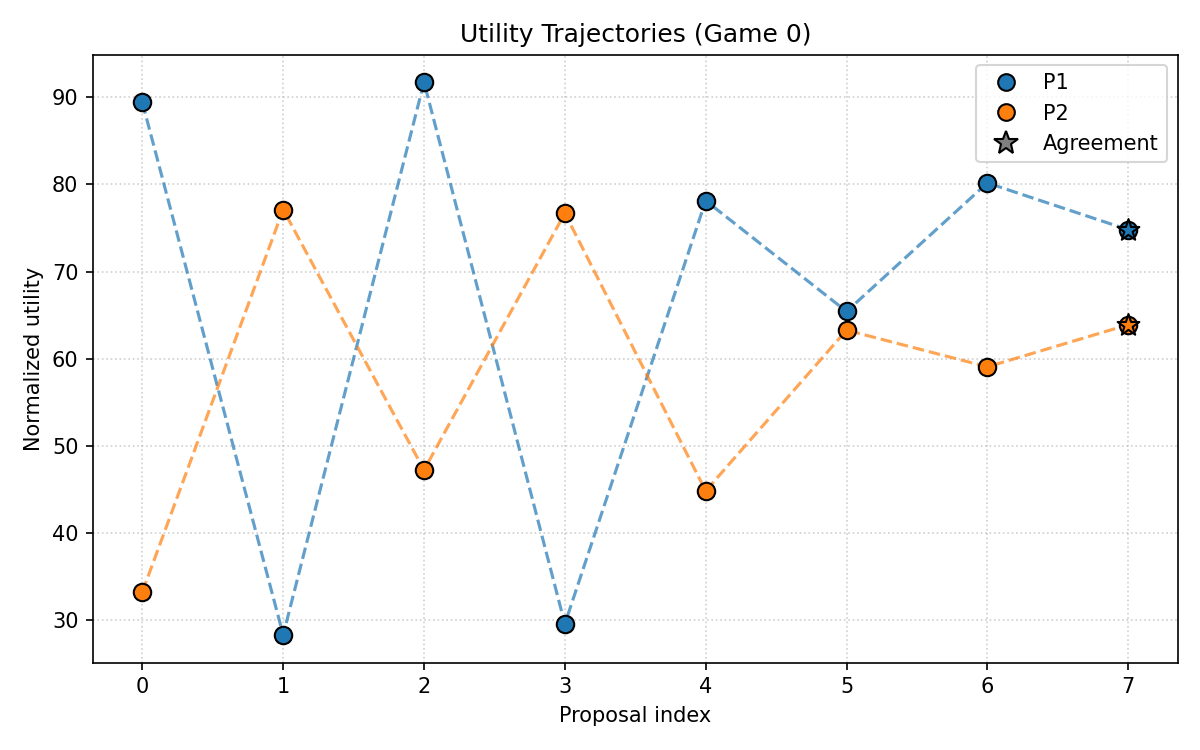 Utility Trajectories (Game 0)
P1
P2
Agreement
Normalized utility
90
80
70
60
50
40
30
0 1 2 3 4 5 6 7
Proposal index